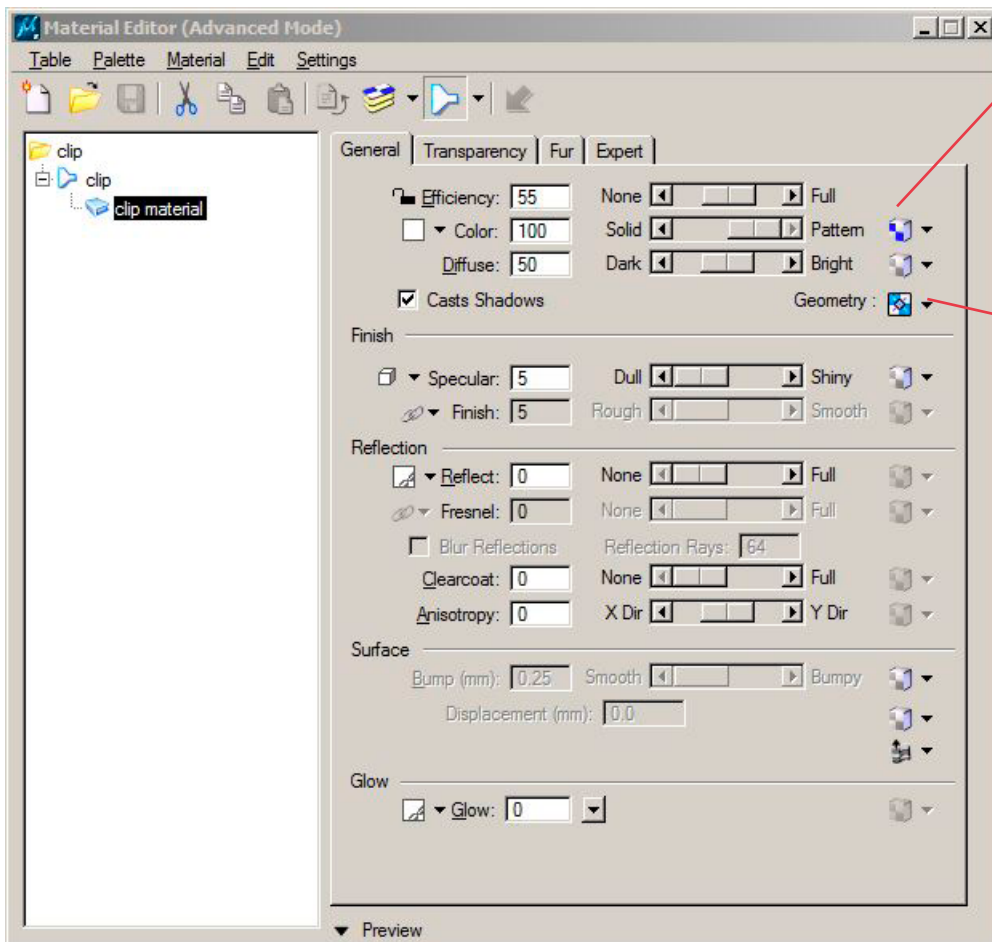 Material Editor (Advanced Mode)
Table Palette Material Edit Settings
clip
clip
clip material
General Transparency Fur Expert
Efficiency: 55 None Full
Color: 100 Solid Pattern
Diffuse: 50 Dark Bright
Casts Shadows Geometry :
Finish
Specular: 5 Dull Shiny
Finish: 5 Rough Smooth
Reflection
Reflect: 0 None Full
Fresnel: 0 None Full
Blur Reflections Reflection Rays: 64
Clearcoat: 0 None Full
Anisotropy: 0 X Dir Y Dir
Surface
Bump (mm): 0.25 Smooth Bumpy
Displacement (mm): 0.0
Glow
Glow: 0
Preview